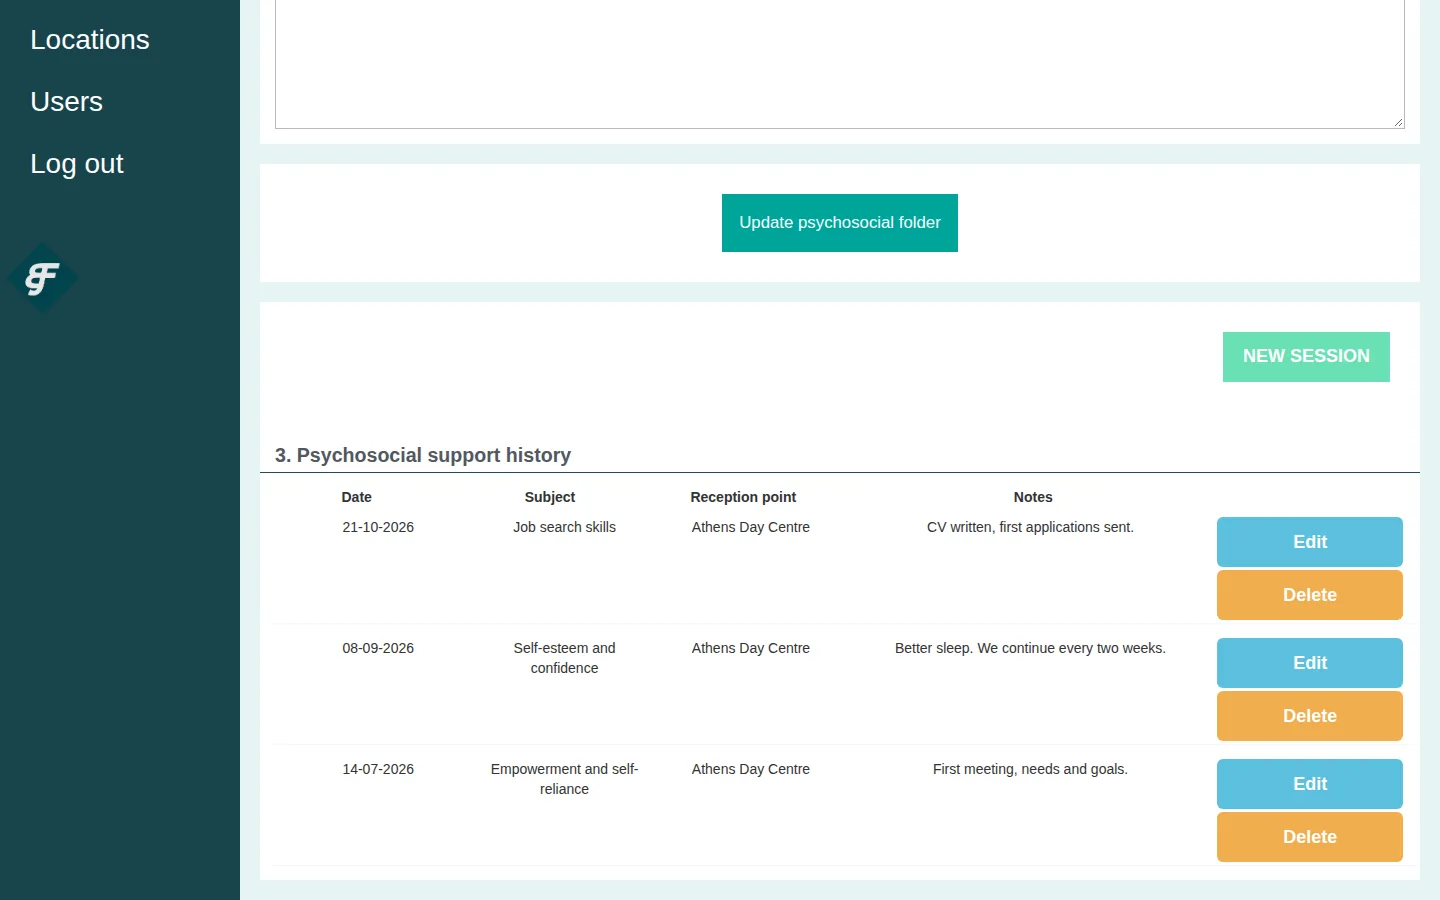 Locations
Users
Log out
Update psychosocial folder
NEW SESSION
3. Psychosocial support history
Date Subject Reception point Notes
21-10-2026 Job search skills Athens Day Centre CV written, first applications sent.
Edit
Delete
08-09-2026 Self-esteem and Athens Day Centre Better sleep. We continue every two weeks.
confidence
Edit
Delete
14-07-2026 Empowerment and self- Athens Day Centre First meeting, needs and goals.
reliance
Edit
Delete